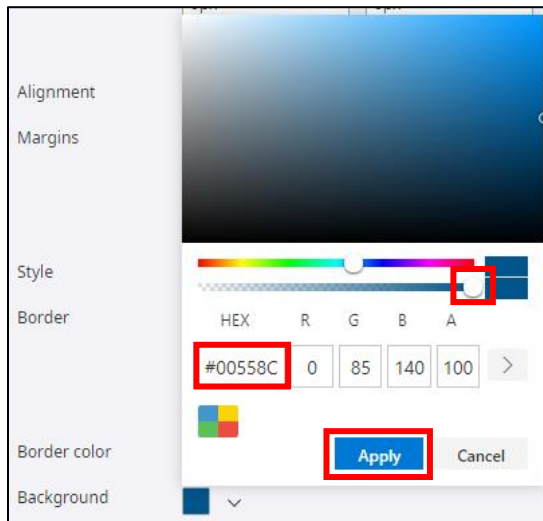 Alignment
Margins
Style
Border
HEX R G B A
#00558C 0 85 140 100
Apply Cancel
Border color
Background